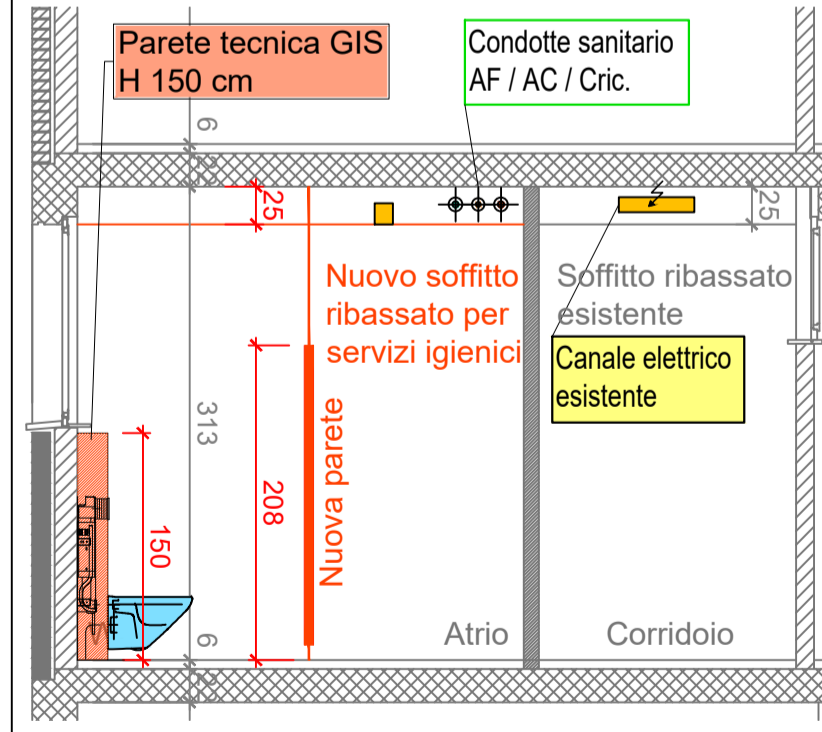 Parete tecnica GIS
H 150 cm
Condotte sanitario
AF / AC / Cric.
6
22
25
25
Nuovo soffitto
ribassato per
servizi igienici
Soffitto ribassato
esistente
Canale elettrico
esistente
313
208
150
Nuova parete
Atrio
Corridoio
6
22